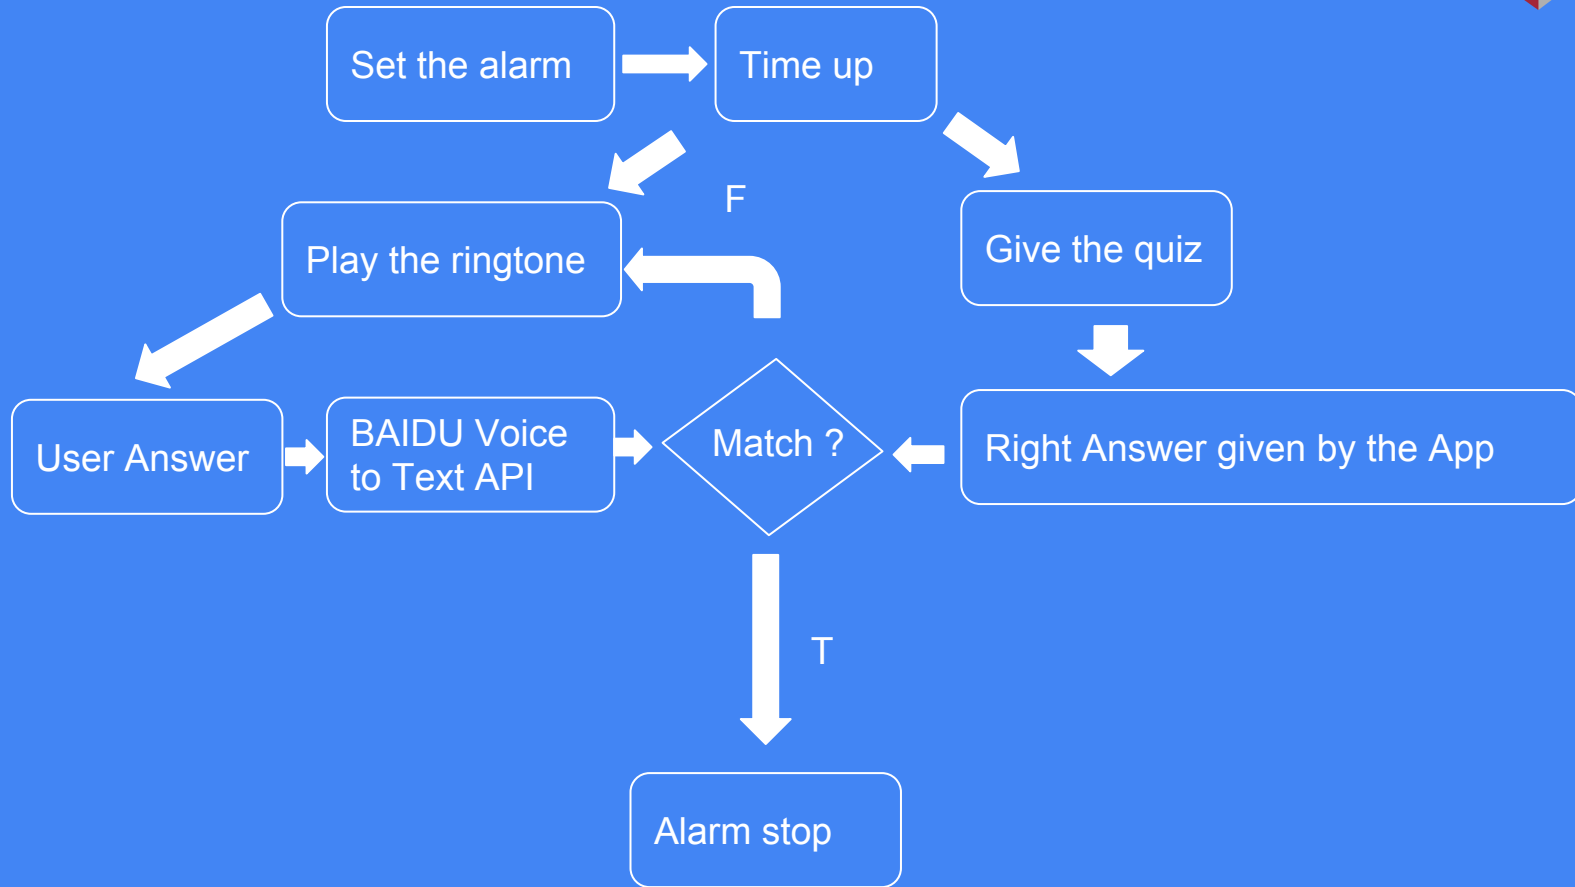 Set the alarm
Time up
F
Play the ringtone
Give the quiz
User Answer
BAIDU Voice
to Text API
Match ?
Right Answer given by the App
T
Alarm stop